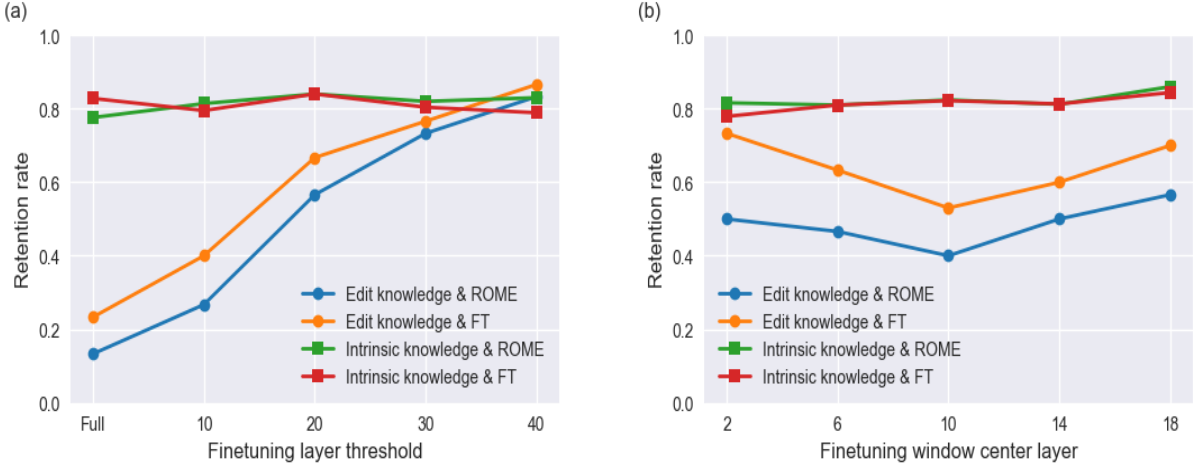 (a)
1.0
0.8
0.6
0.4
0.2
0.0
Retention rate
Edit knowledge & ROME
Edit knowledge & FT
Intrinsic knowledge & ROME
Intrinsic knowledge & FT
Full 10 20 30 40
Finetuning layer threshold
(b)
1.0
0.8
0.6
0.4
0.2
0.0
Retention rate
Edit knowledge & ROME
Edit knowledge & FT
Intrinsic knowledge & ROME
Intrinsic knowledge & FT
2 6 10 14 18
Finetuning window center layer